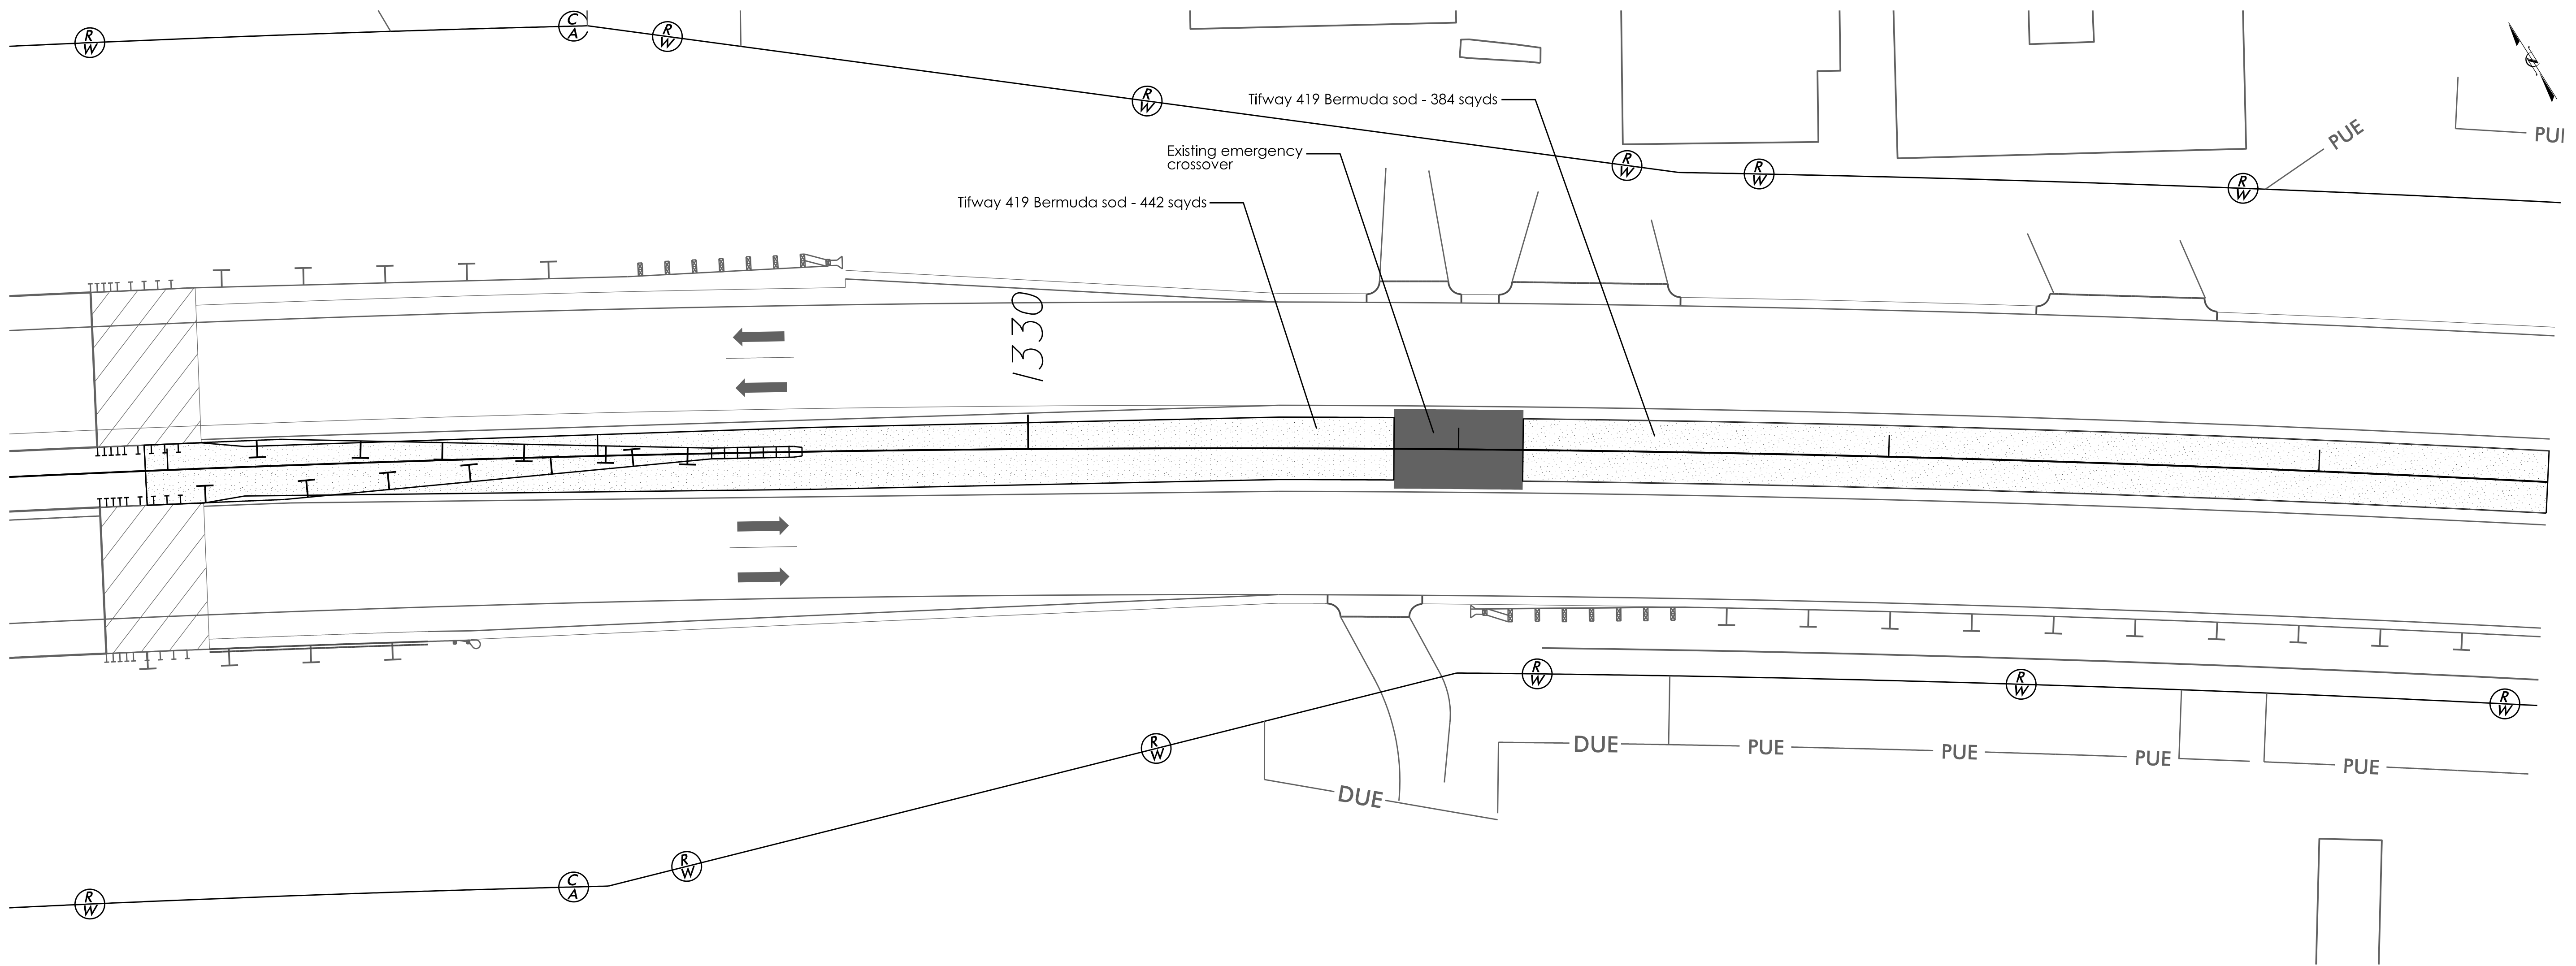 C
A
R
W
R
W
R
W
Tifway 419 Bermuda sod - 384 sqyds
PUE
PUE
Existing emergency
crossover
R
W
R
W
R
W
Tifway 419 Bermuda sod - 442 sqyds
1330
R
W
R
W
R
W
R
W
DUE
PUE
PUE
PUE
PUE
DUE
R
W
C
A
R
W